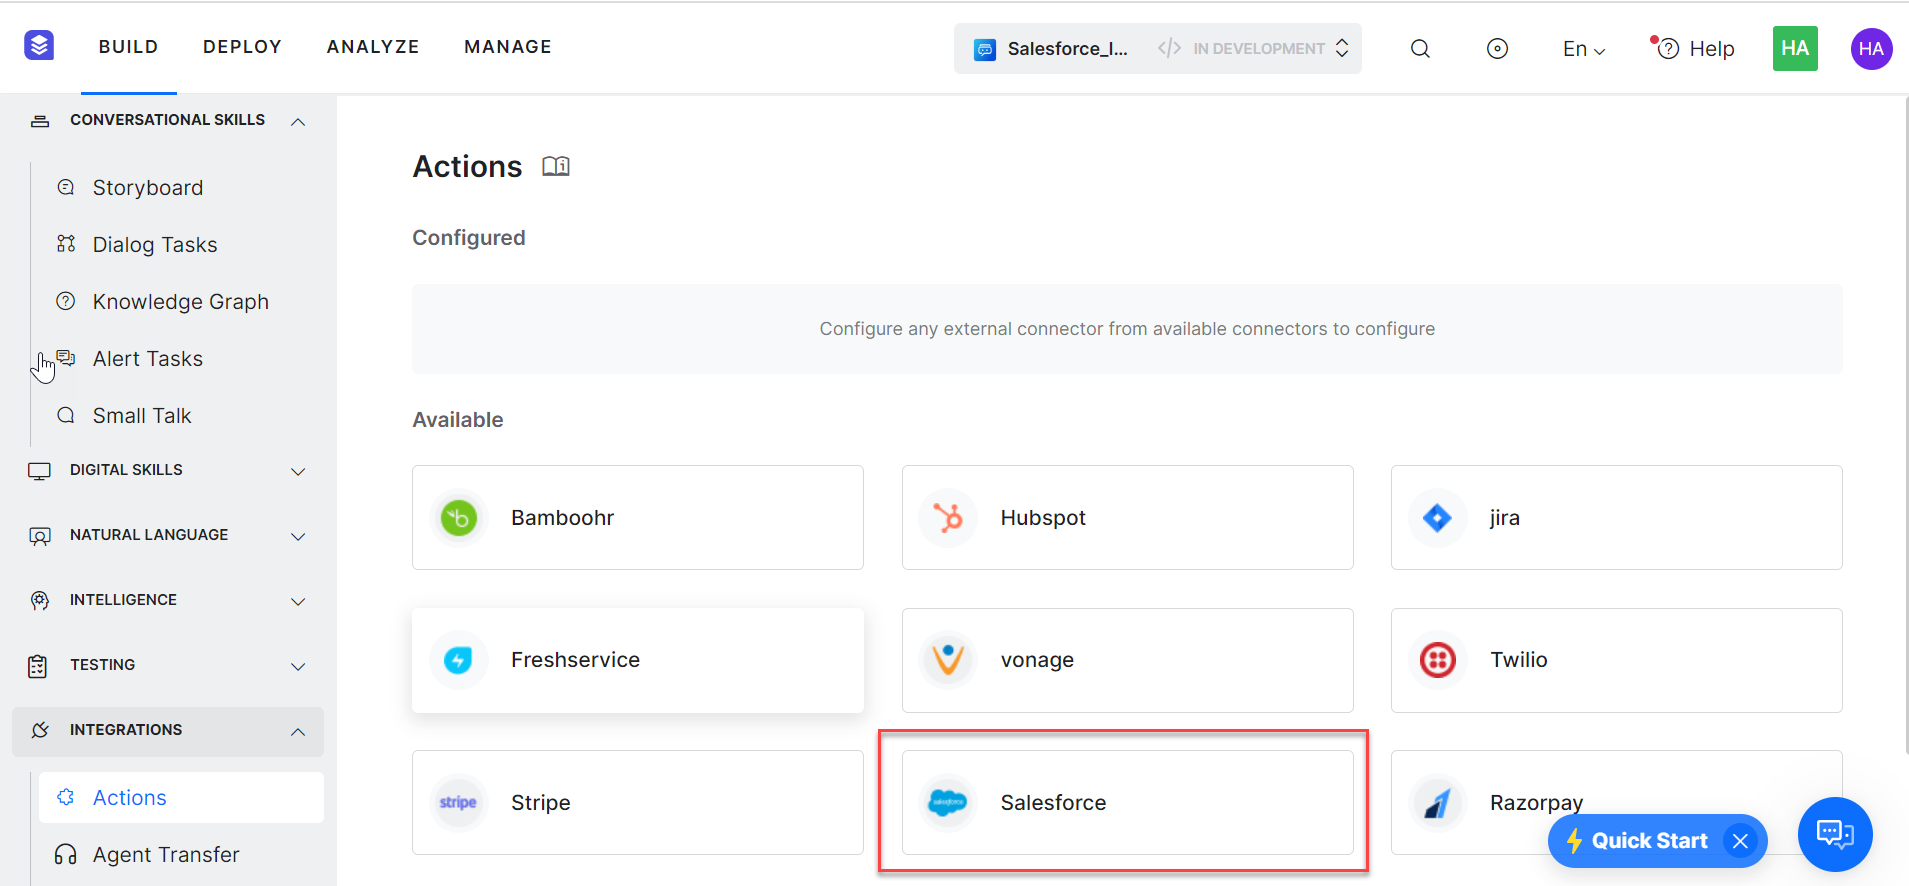 BUILD DEPLOY ANALYZE MANAGE Salesforce_I... </> IN DEVELOPMENT En Help HA HA
CONVERSATIONAL SKILLS
Storyboard
Dialog Tasks
Knowledge Graph
Alert Tasks
Small Talk
DIGITAL SKILLS
NATURAL LANGUAGE
INTELLIGENCE
TESTING
INTEGRATIONS
Actions
Agent Transfer
Actions
Configured
Configure any external connector from available connectors to configure
Available
Bamboohr Hubspot jira
Freshservice vonage Twilio
stripe Stripe salesforce Salesforce Razorpay
Quick Start